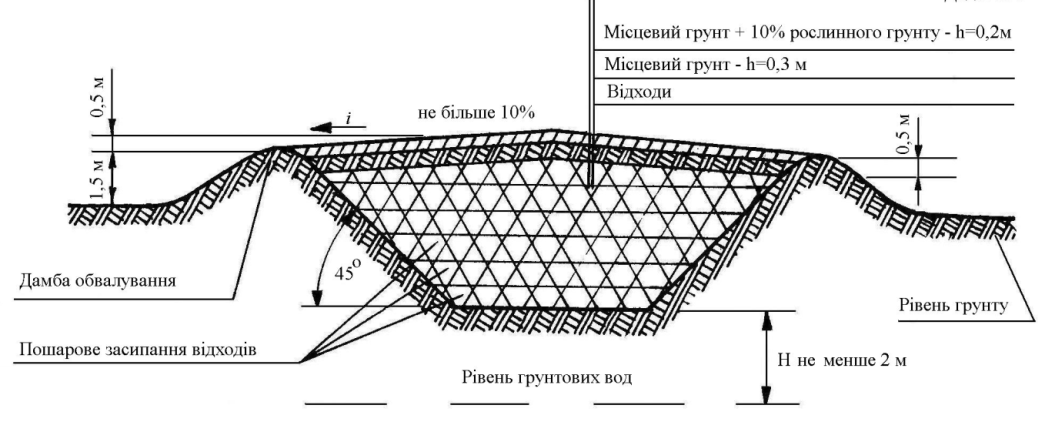 Місцевий грунт + 10% рослинного грунту - h=0,2м
Місцевий грунт - h=0,3 м
Відходи
0,5 м
1,5 м
i
не більше 10%
0,5 м
45°
Дамба обвалування
Рівень грунту
Пошарове засипання відходів
Н не менше 2 м
Рівень грунтових вод